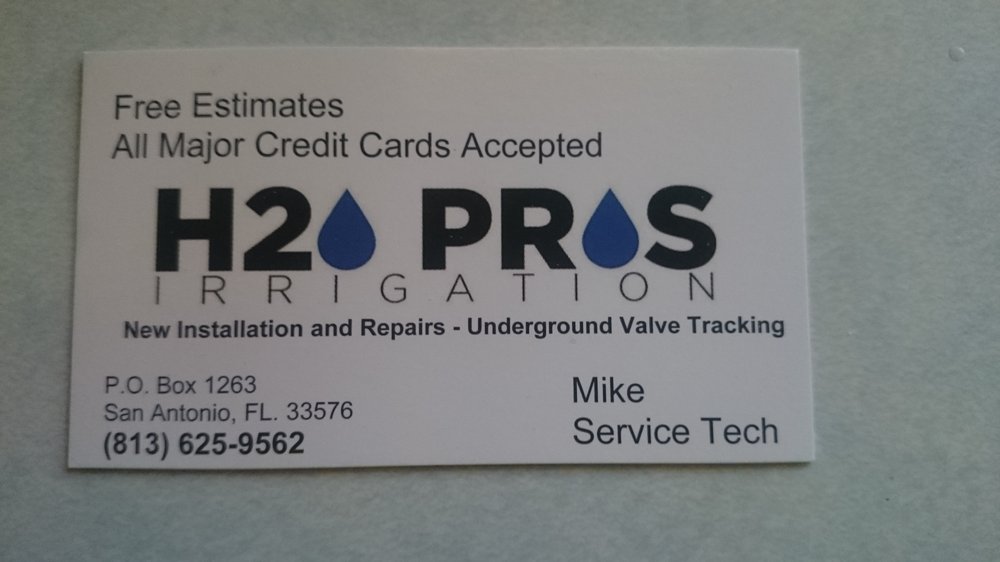 Free Estimates
All Major Credit Cards Accepted
H2O PROS
IRRIGATION
New Installation and Repairs - Underground Valve Tracking
P.O. Box 1263
San Antonio, FL. 33576
(813) 625-9562
Mike
Service Tech